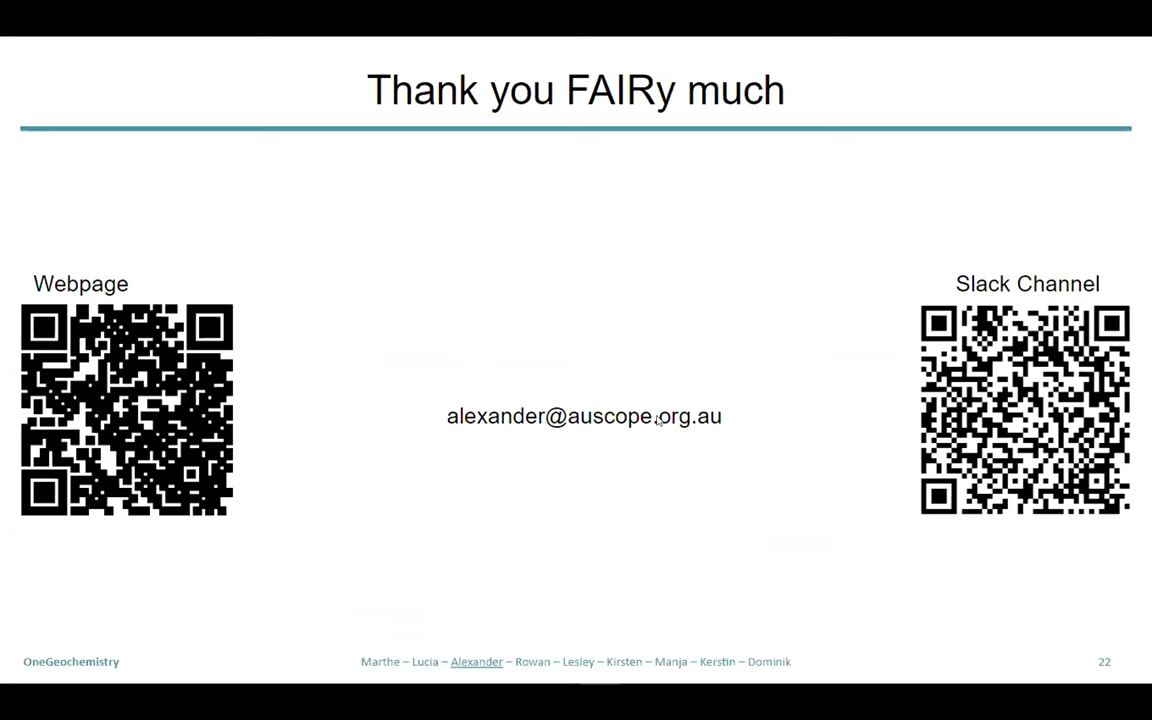 Thank you FAIRy much
Webpage
Slack Channel
alexander@auscope.org.au
OneGeochemistry
Marthe – Lucia – Alexander – Rowan – Lesley – Kirsten – Manja – Kerstin – Dominik
22